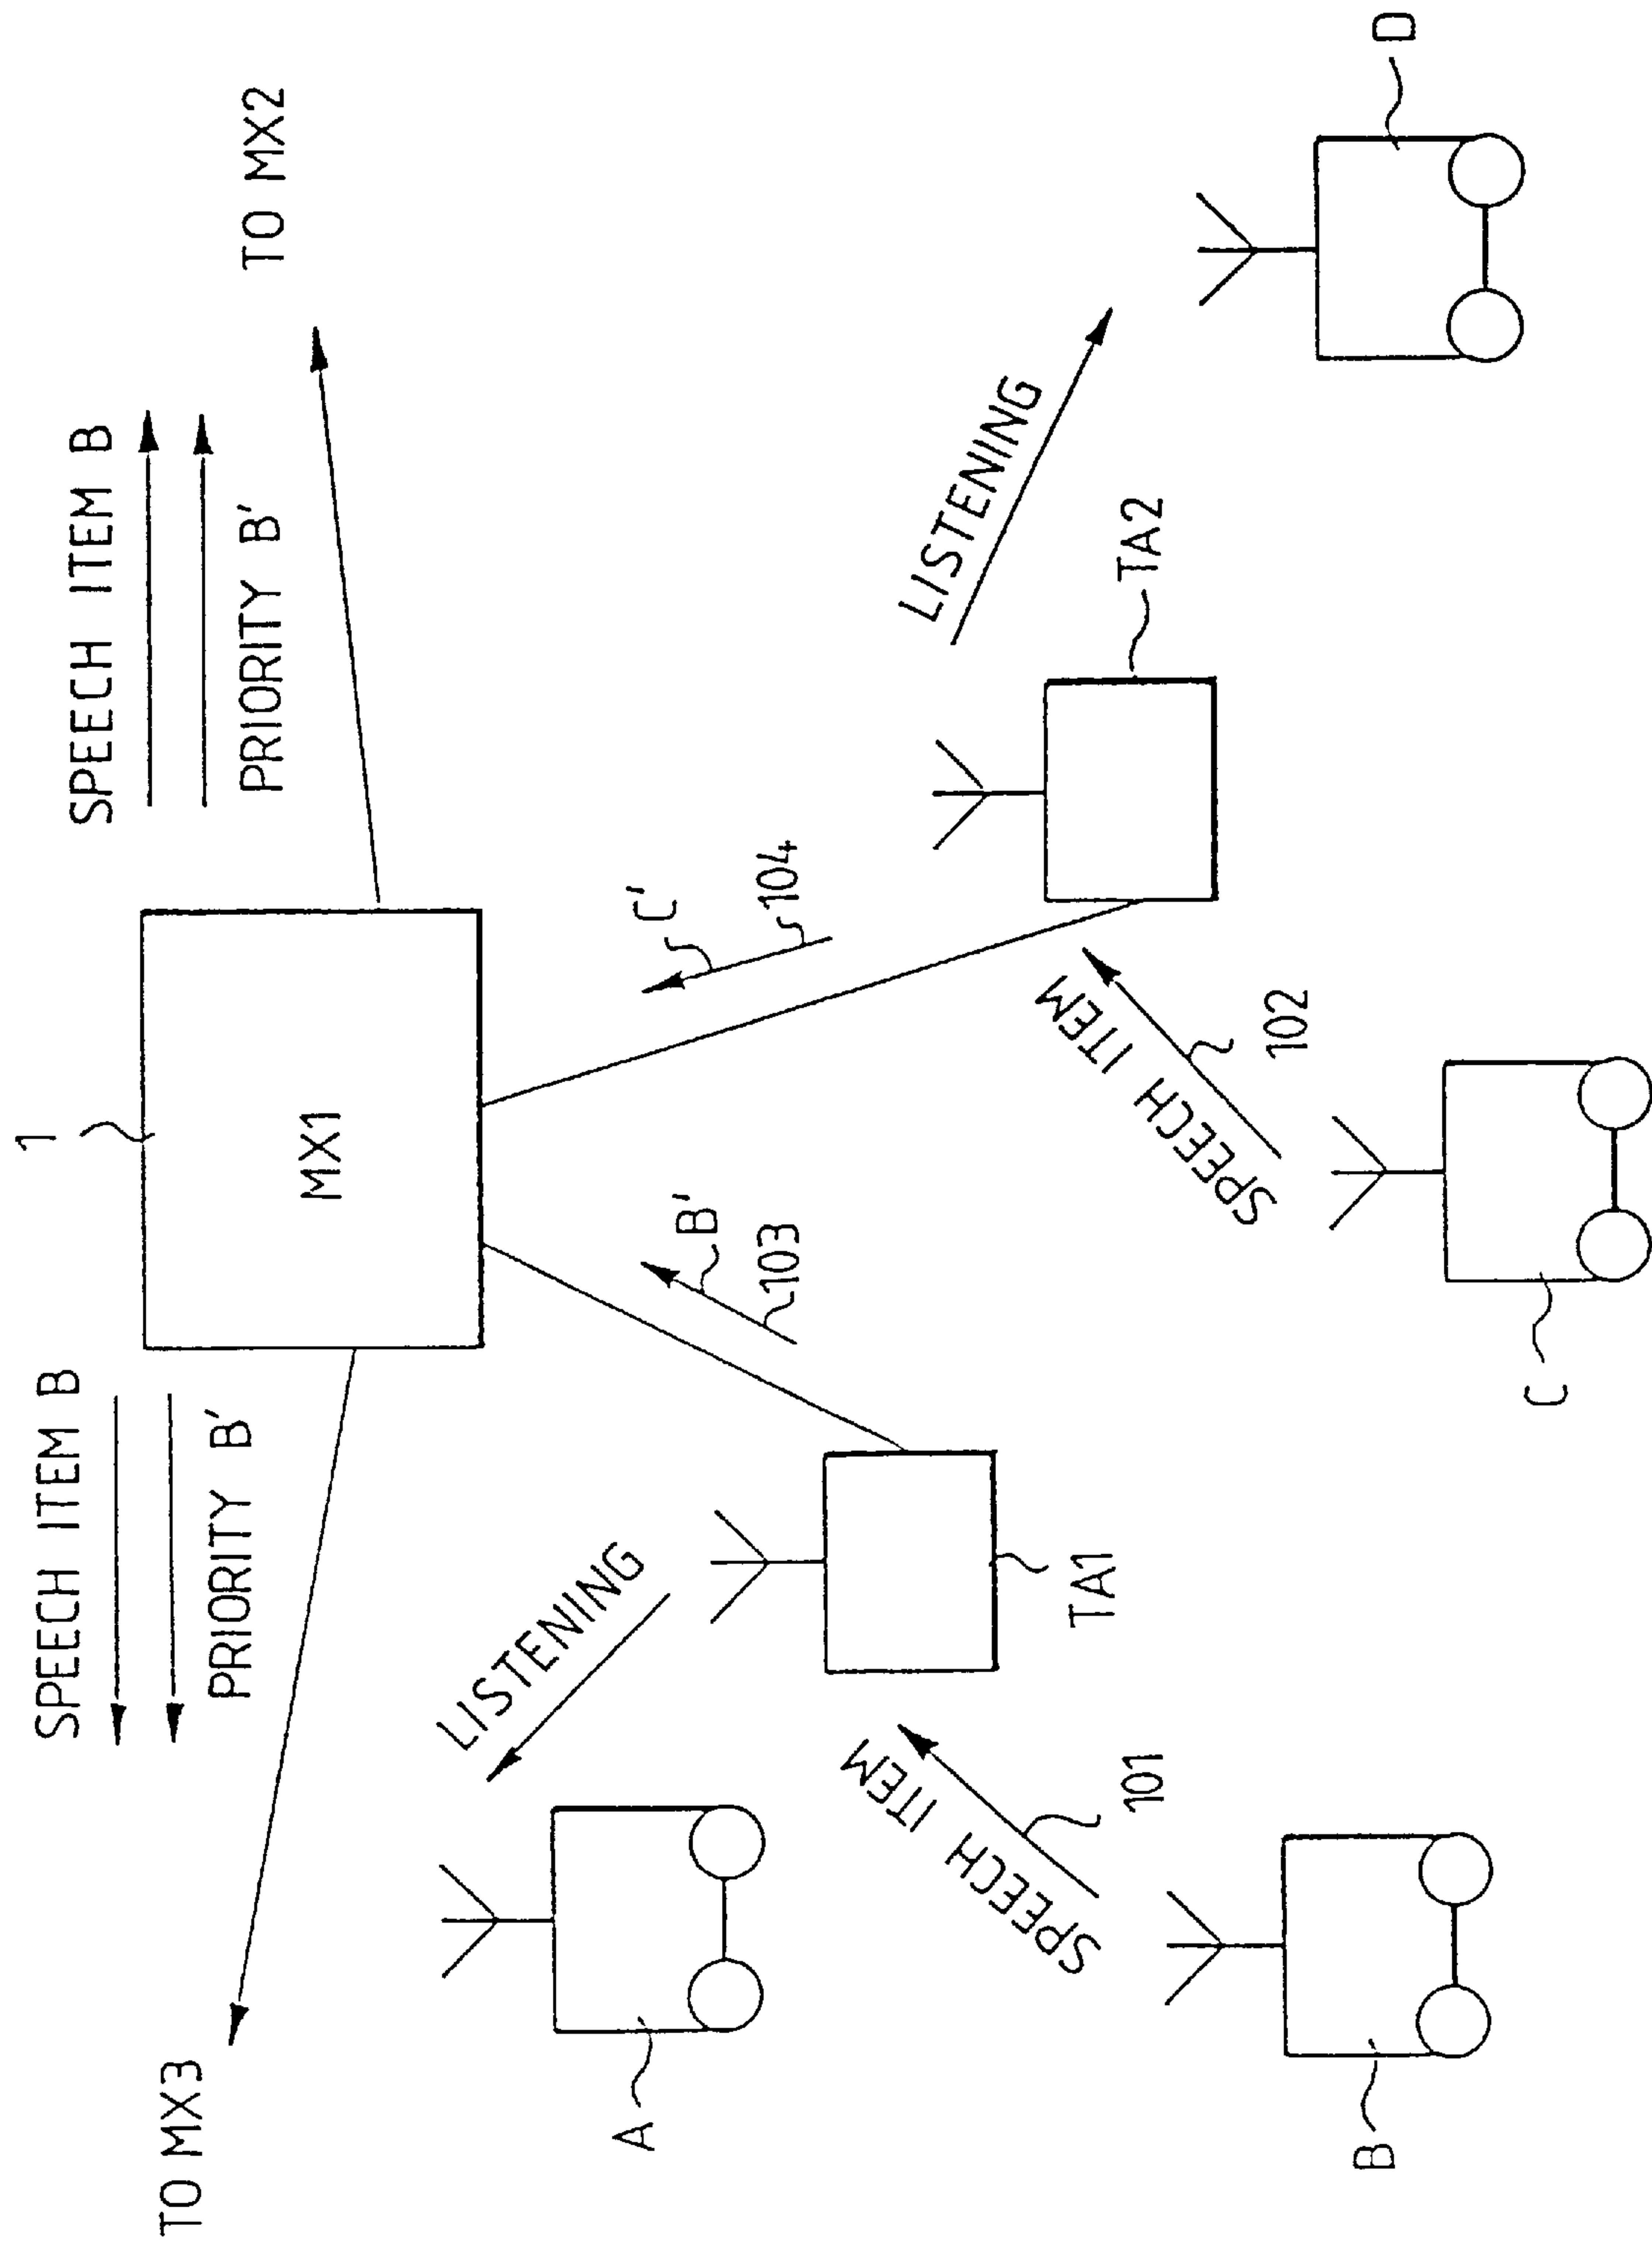 1
SPEECH ITEM B
PRIORITY B'
TO MX3
MX1
SPEECH ITEM B
PRIORITY B'
TO MX2
A
LISTENING
B'
103
C'
104
LISTENING
D
TA1
TA2
SPEECH ITEM
101
B
SPEECH ITEM
102
C